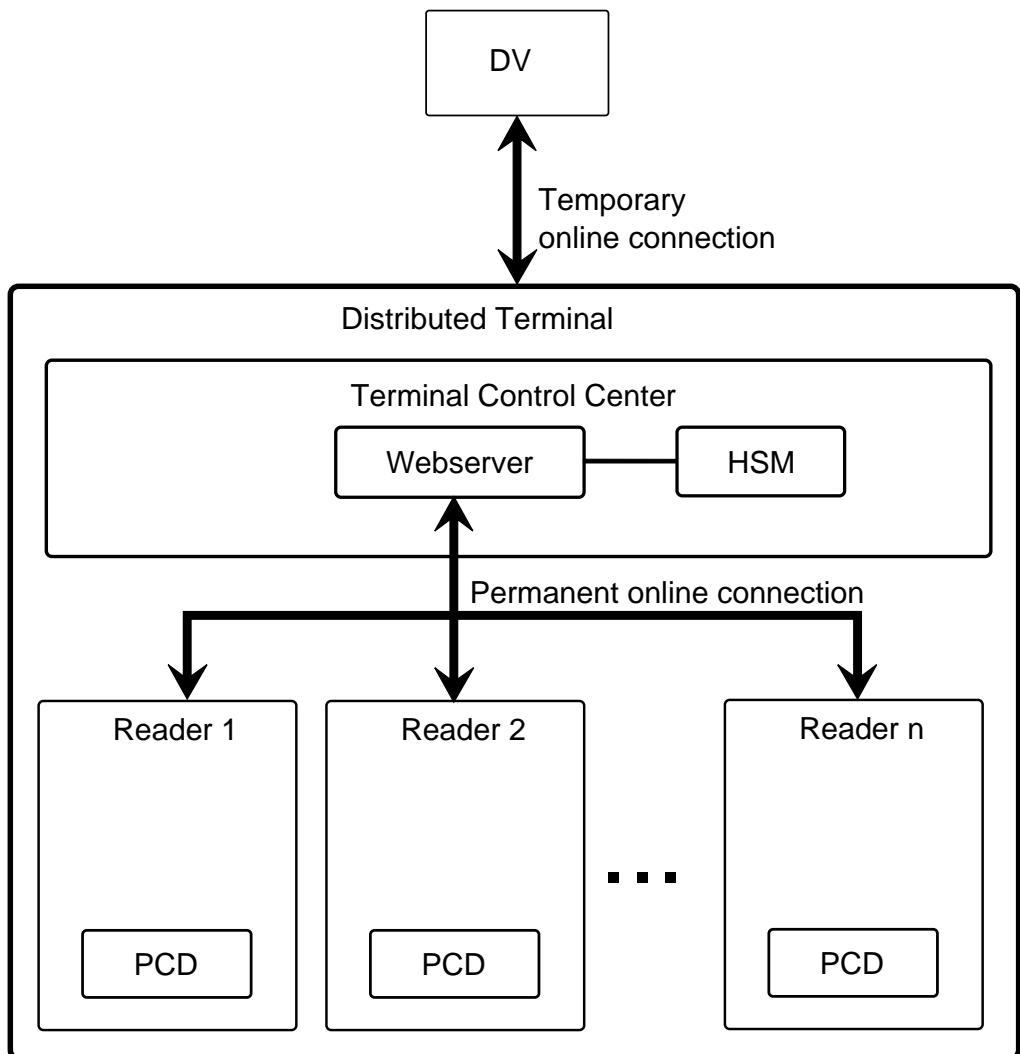 DV
Temporary
online connection
Distributed Terminal
Terminal Control Center
Webserver
HSM
Permanent online connection
Reader 1
Reader 2
Reader n
PCD
PCD
PCD